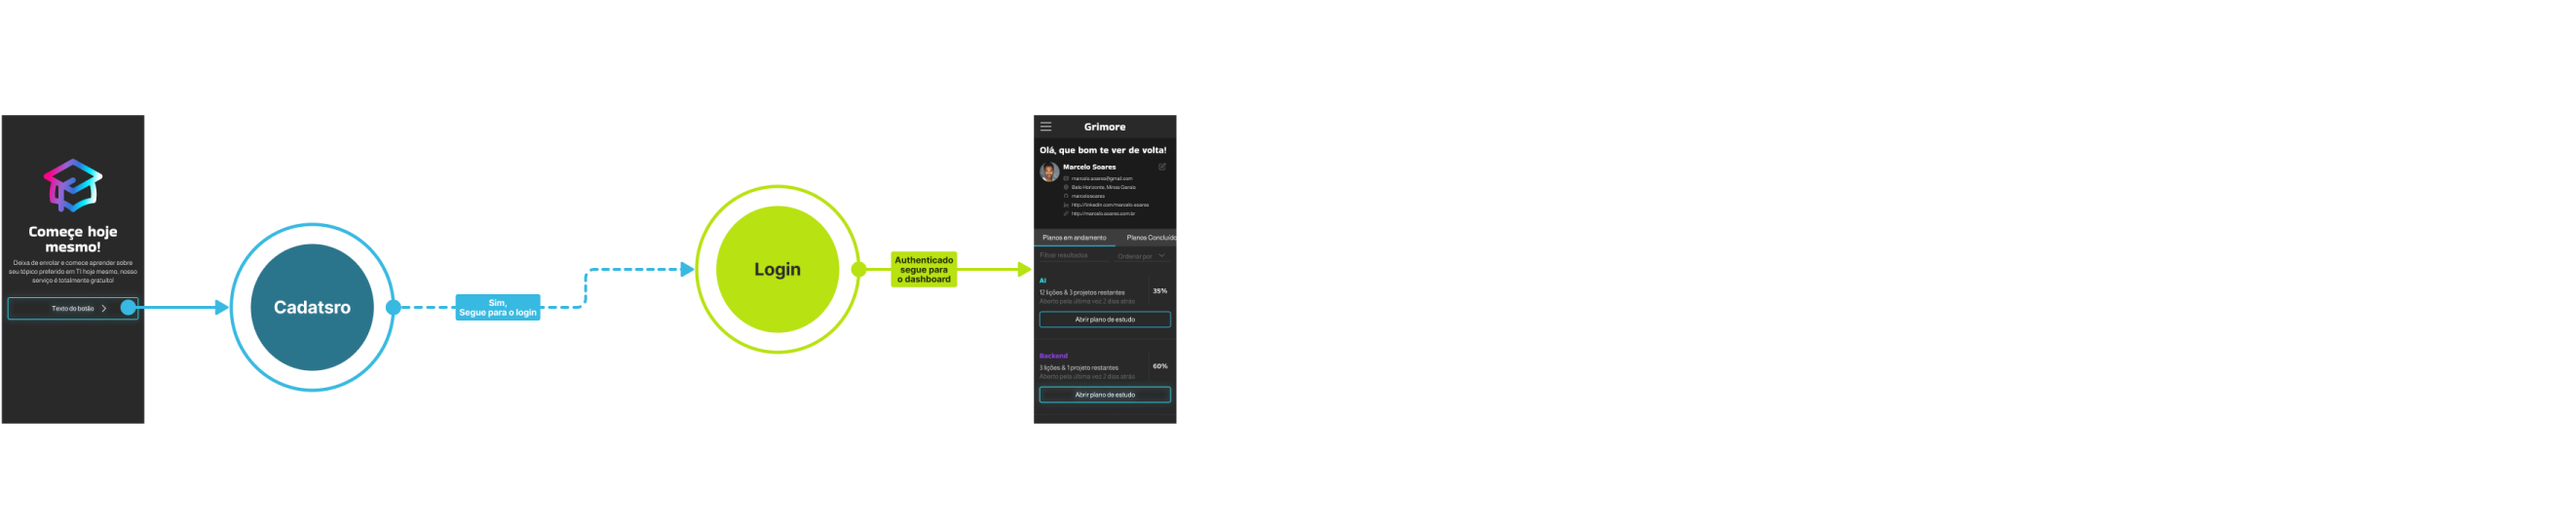 Começe hoje
mesmo!
Deixa de enrolar e comece aprender sobre
seu tópico pretendo em TI hoje mesmo, nosso
serviço é totalmente gratuito!
Texto do botão
Cadatsro
Sim,
Segue para o login
Login
Authenticado
segue para
o dashboard
Grimore
Olá, que bom te ver de volta!
Marcelo Soares
marcelo.soares@gmail.com
Belo Horizonte, Minas Gerais
marcelosoares
http://linkedin.com/marcelo.soares
http://marcelo.soares.com.br
Planos em andamento
Planos Concluído
Filtrar resultados
Ordenar por
AI
12 lições & 3 projetos restantes
35%
Aberto pela última vez 2 dias atrás
Abrir plano de estudo
Backend
3 lições & 1 projeto restantes
60%
Aberto pela última vez 2 dias atrás
Abrir plano de estudo